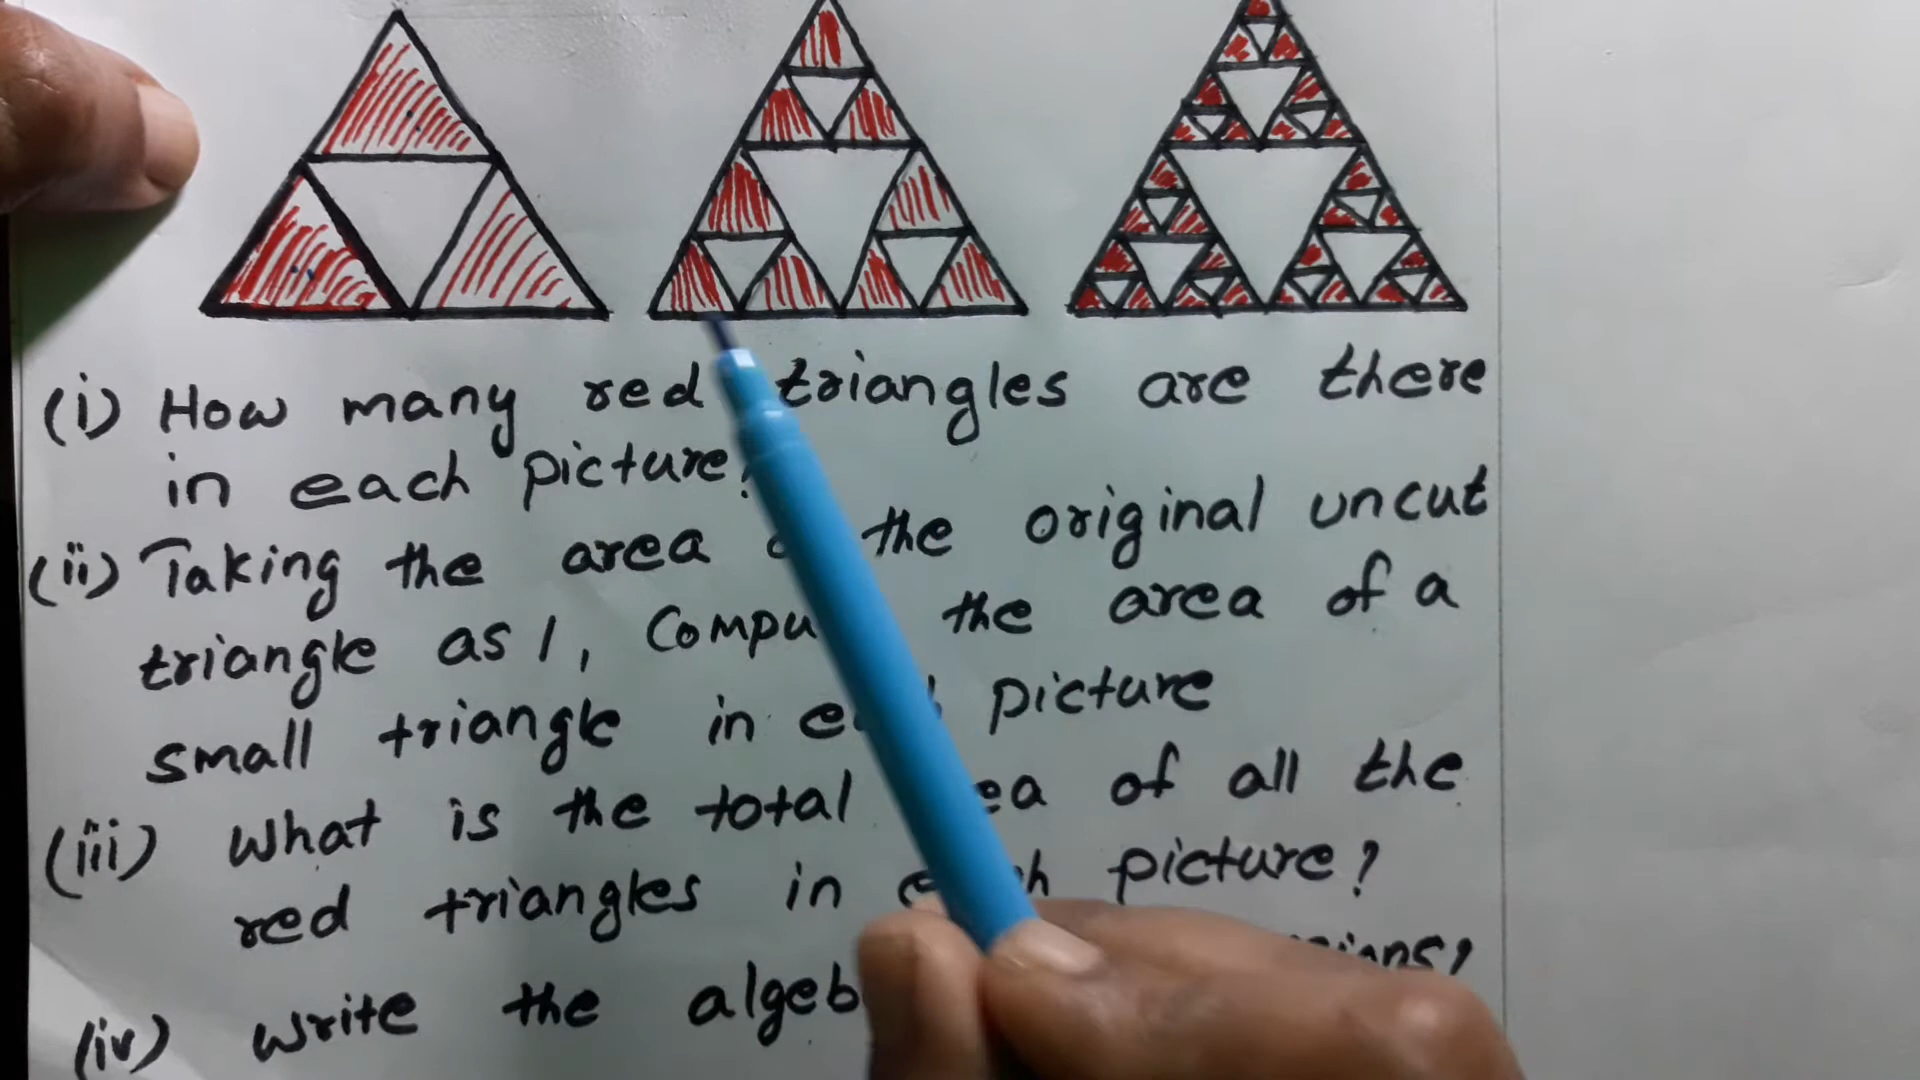 (i) How many red triangles are there
in each picture?
(ii) Taking the area the original uncut
triangle as 1, the area of a
small triangle in picture
(iii) What is the total of all the
red triangles in picture?
(iv) Write the